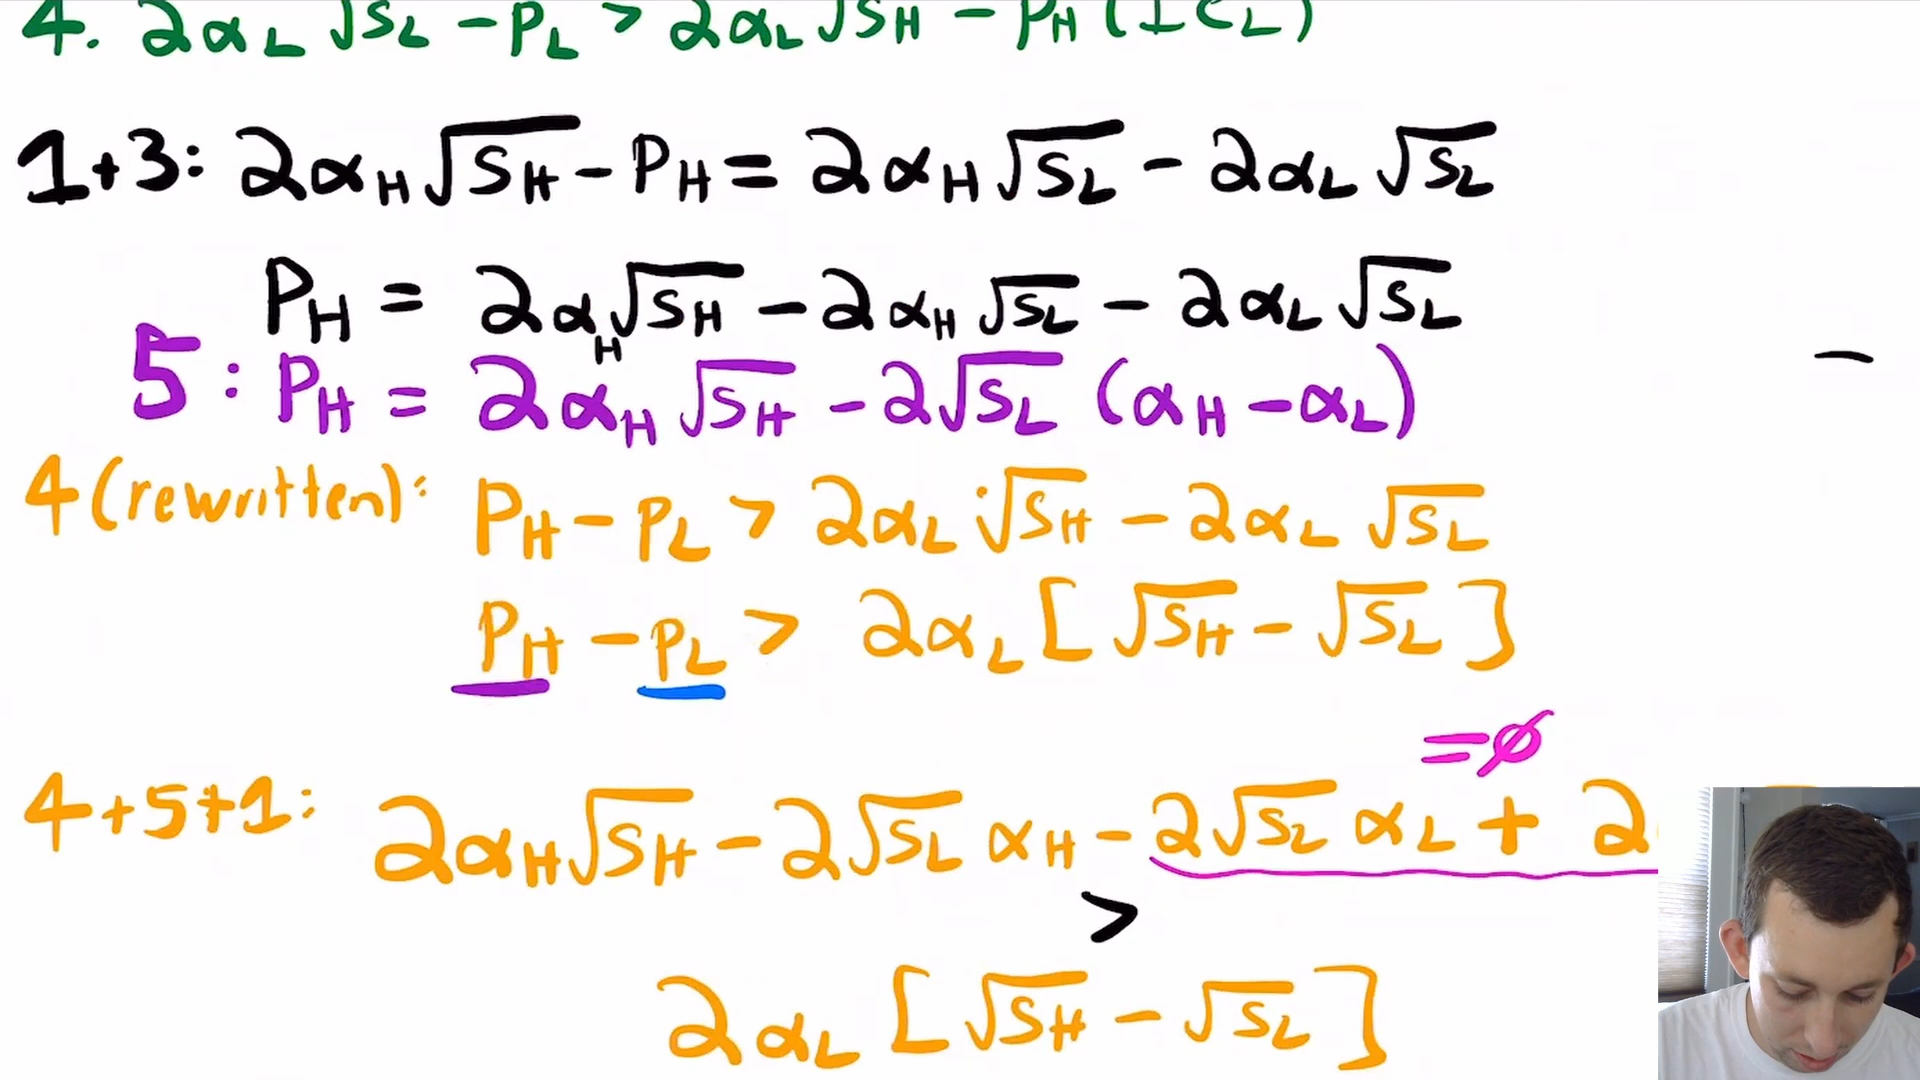 4. 2α_L √S_L - P_L > 2α_L √S_H - P_H (IC_L)
1+3: 2α_H √S_H - P_H = 2α_H √S_L - 2α_L √S_L
P_H = 2α_H √S_H - 2α_H √S_L - 2α_L √S_L
5: P_H = 2α_H √S_H - 2√S_L (α_H - α_L)
4 (rewritten): P_H - P_L > 2α_L √S_H - 2α_L √S_L
P_H - P_L > 2α_L [√S_H - √S_L]
=∅
4+5+1: 2α_H √S_H - 2√S_L α_H - 2√S_L α_L + 2
>
2α_L [√S_H - √S_L]